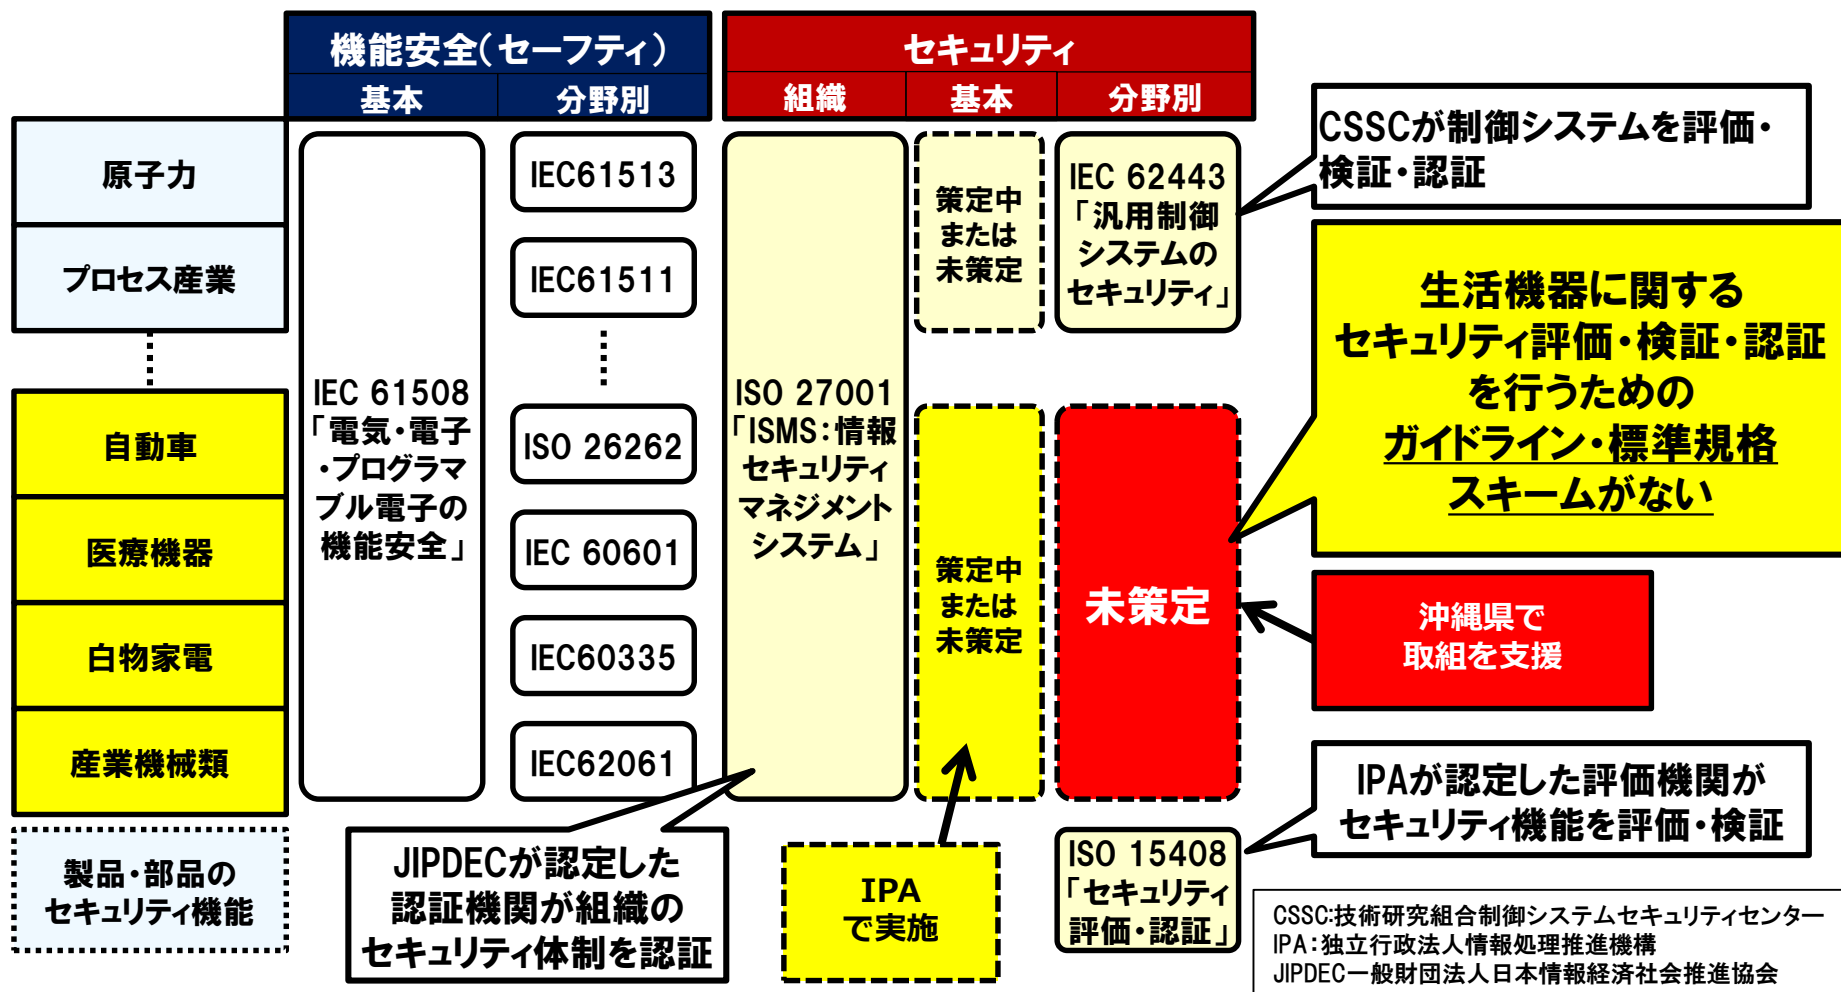 機能安全(セーフティ)
セキュリティ
基本
分野別
組織
基本
分野別
原子力
プロセス産業
自動車
医療機器
白物家電
産業機械類
製品・部品の
セキュリティ機能
IEC 61508
「電気・電子
・プログラマ
ブル電子の
機能安全」
IEC61513
IEC61511
ISO 26262
IEC 60601
IEC60335
IEC62061
ISO 27001
「ISMS：情報
セキュリティ
マネジメント
システム」
策定中
または
未策定
策定中
または
未策定
IEC 62443
「汎用制御
システムの
セキュリティ」
未策定
ISO 15408
「セキュリティ
評価・認証」
CSSCが制御システムを評価・
検証・認証
生活機器に関する
セキュリティ評価・検証・認証
を行うための
ガイドライン・標準規格
スキームがない
沖縄県で
取組を支援
IPAが認定した評価機関が
セキュリティ機能を評価・検証
JIPDECが認定した
認証機関が組織の
セキュリティ体制を認証
IPA
で実施
CSSC:技術研究組合制御システムセキュリティセンター
IPA：独立行政法人情報処理推進機構
JIPDEC一般財団法人日本情報経済社会推進協会